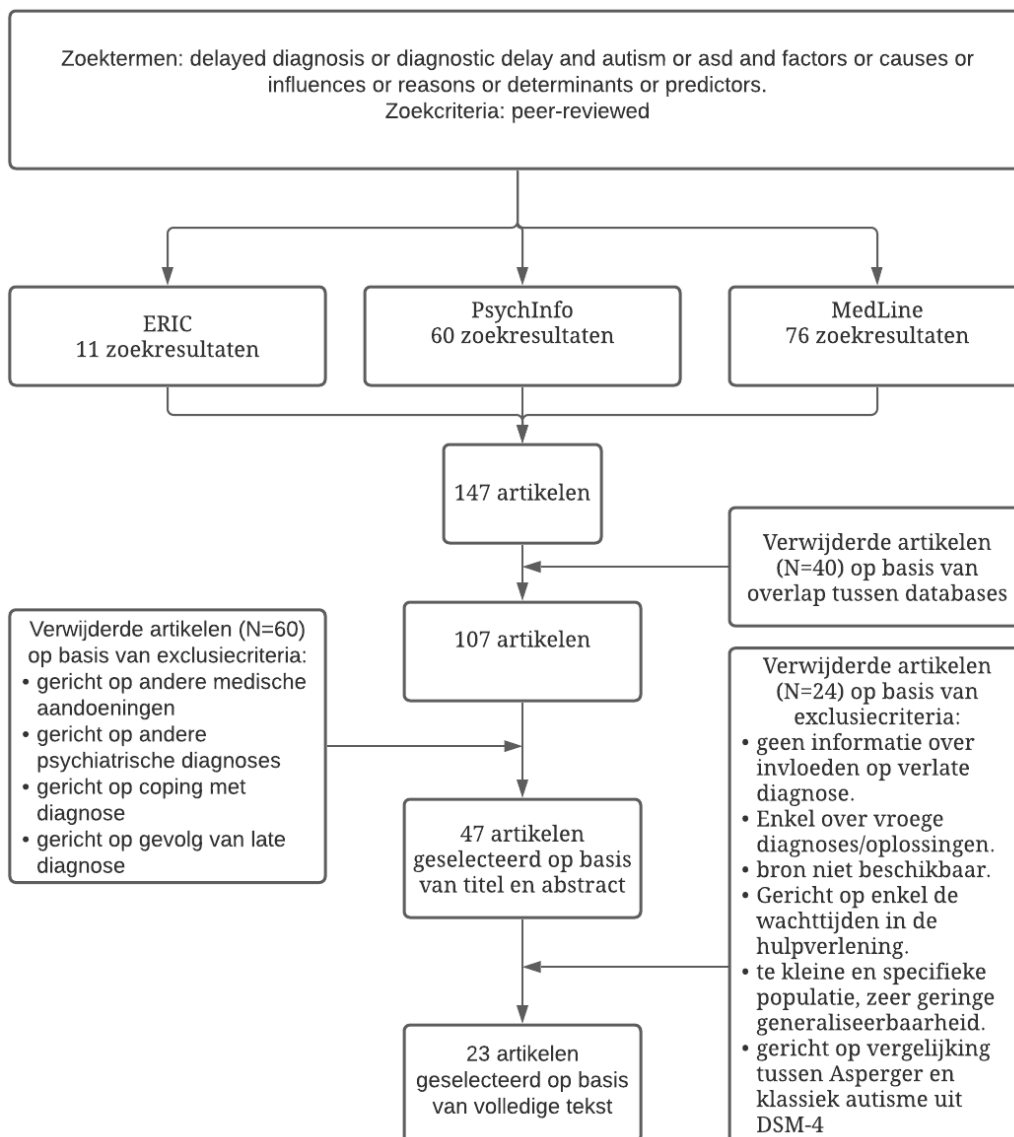 Zoektermen: delayed diagnosis or diagnostic delay and autism or asd and factors or causes or
influences or reasons or determinants or predictors.
Zoekcriteria: peer-reviewed
ERIC
11 zoekresultaten
PsychInfo
60 zoekresultaten
MedLine
76 zoekresultaten
147 artikelen
Verwijderde artikelen
(N=40) op basis van
overlap tussen databases
107 artikelen
Verwijderde artikelen (N=60)
op basis van exclusiecriteria:
• gericht op andere medische
aandoeningen
• gericht op andere
psychiatrische diagnoses
• gericht op coping met
diagnose
• gericht op gevolg van late
diagnose
47 artikelen
geselecteerd op basis
van titel en abstract
Verwijderde artikelen
(N=24) op basis van
exclusiecriteria:
• geen informatie over
invloeden op verlate
diagnose.
• Enkel over vroege
diagnoses/oplossingen.
• bron niet beschikbaar.
• Gericht op enkel de
wachttijden in de
hulpverlening.
• te kleine en specifieke
populatie, zeer geringe
generaliseerbaarheid.
• gericht op vergelijking
tussen Asperger en
klassiek autisme uit
DSM-4
23 artikelen
geselecteerd op basis
van volledige tekst